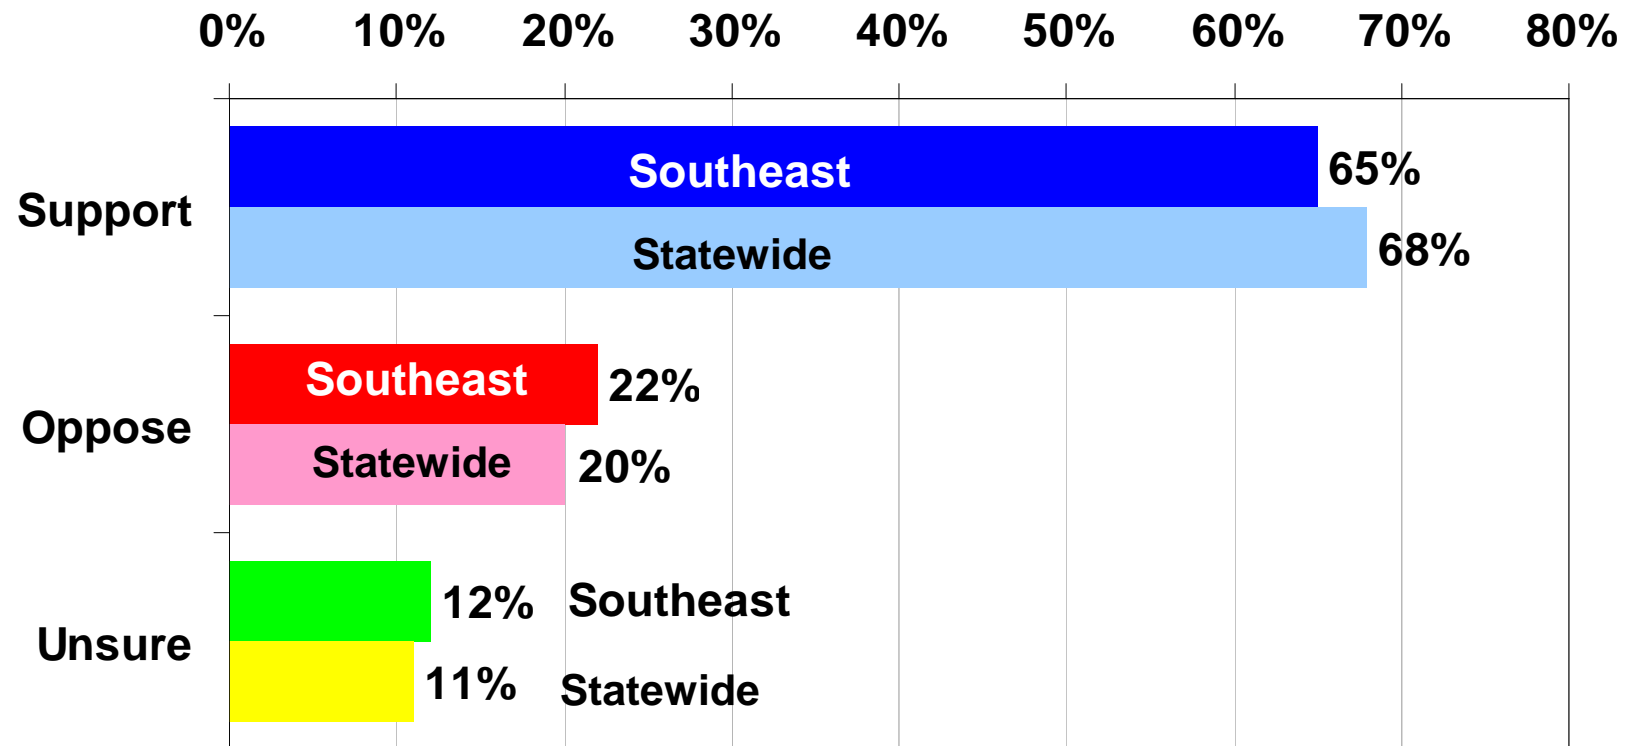 0% 10% 20% 30% 40% 50% 60% 70% 80%
Support
Southeast 65%
Statewide 68%
Oppose
Southeast 22%
Statewide 20%
Unsure
12% Southeast
11% Statewide